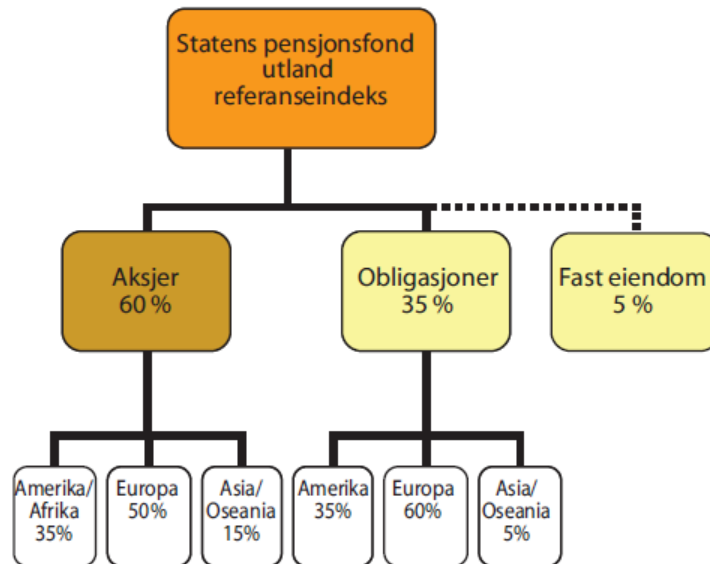 Statens pensjonsfond
utland
referanseindeks
Aksjer
60 %
Obligasjoner
35 %
Fast eiendom
5 %
Amerika/
Afrika
35%
Europa
50%
Asia/
Oseania
15%
Amerika
35%
Europa
60%
Asia/
Oseania
5%